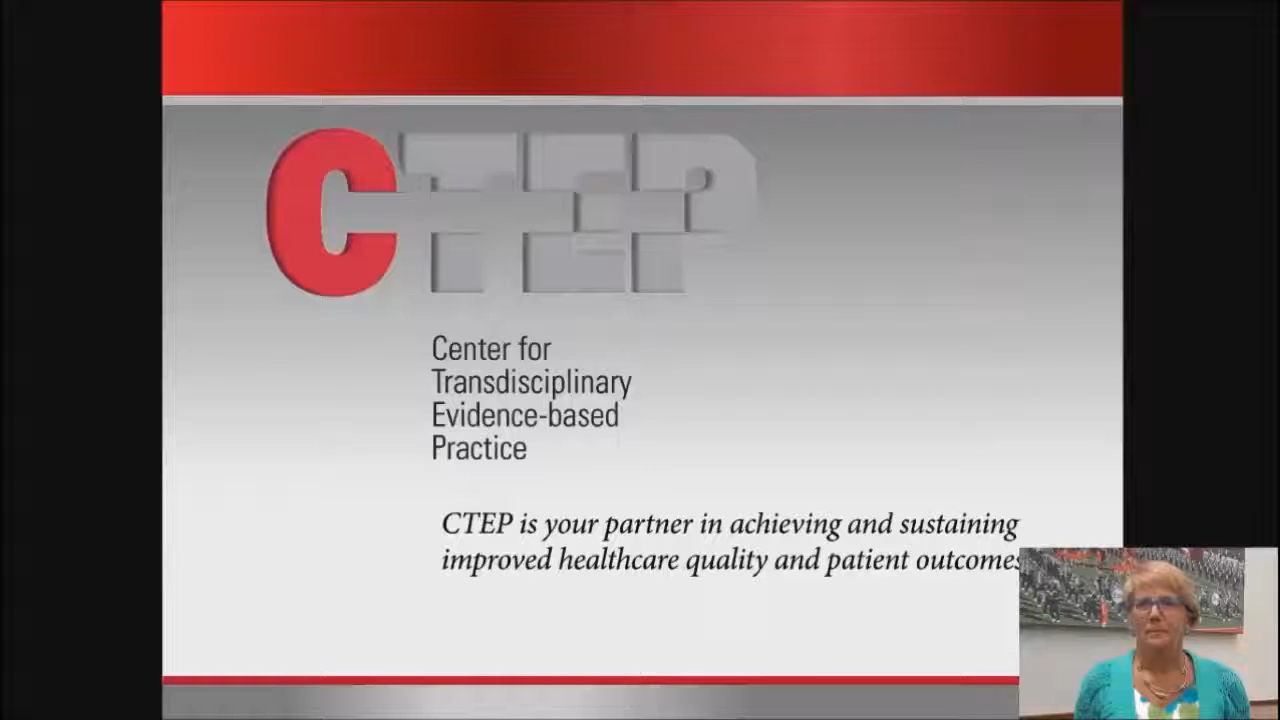 CTEP
Center for
Transdisciplinary
Evidence-based
Practice
CTEP is your partner in achieving and sustaining
improved healthcare quality and patient outcomes